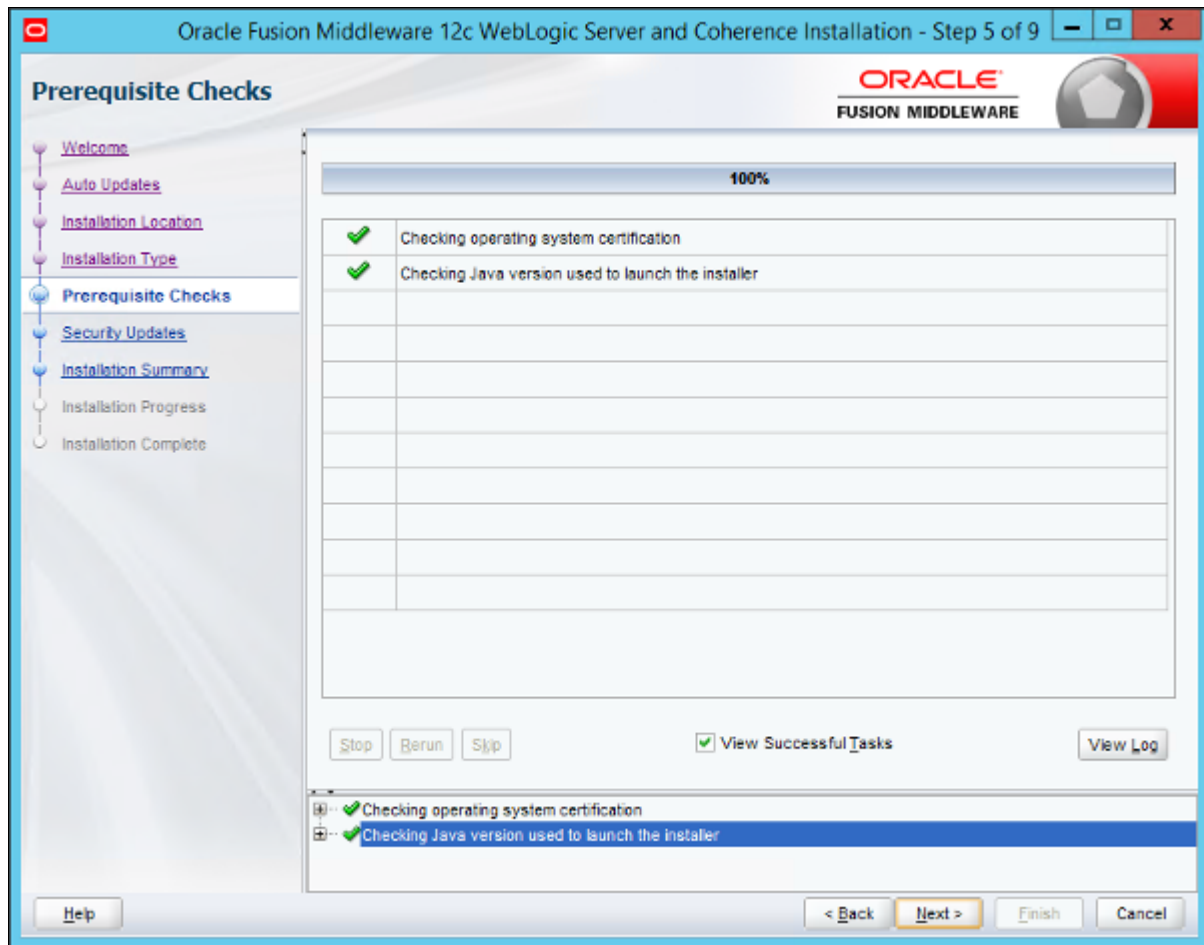 Oracle Fusion Middleware 12c WebLogic Server and Coherence Installation - Step 5 of 9
Prerequisite Checks
ORACLE
FUSION MIDDLEWARE
Welcome
Auto Updates
Installation Location
Installation Type
Prerequisite Checks
Security Updates
Installation Summary
Installation Progress
Installation Complete
100%
Checking operating system certification
Checking Java version used to launch the installer
Stop Rerun Skip View Successful Tasks View Log
Checking operating system certification
Checking Java version used to launch the installer
Help < Back Next > Finish Cancel